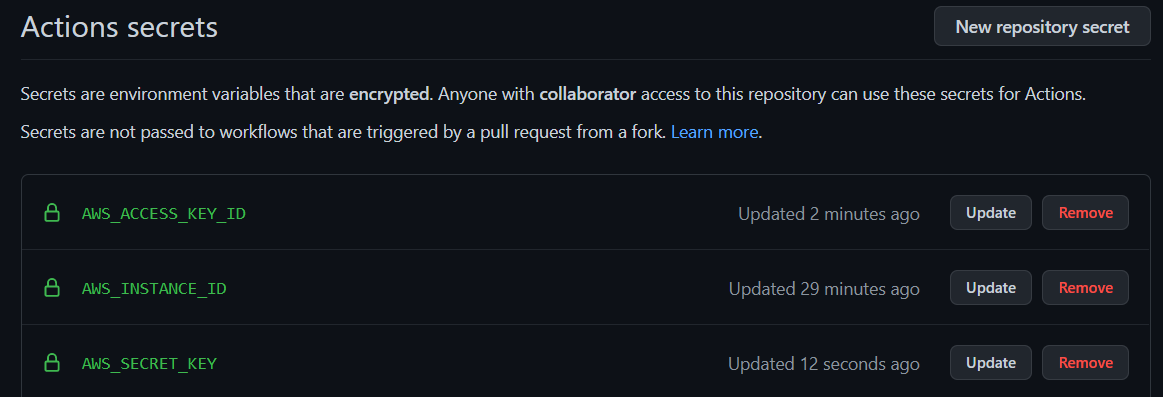 Actions secrets
New repository secret
Secrets are environment variables that are encrypted. Anyone with collaborator access to this repository can use these secrets for Actions.
Secrets are not passed to workflows that are triggered by a pull request from a fork. Learn more.
AWS_ACCESS_KEY_ID Updated 2 minutes ago Update Remove
AWS_INSTANCE_ID Updated 29 minutes ago Update Remove
AWS_SECRET_KEY Updated 12 seconds ago Update Remove